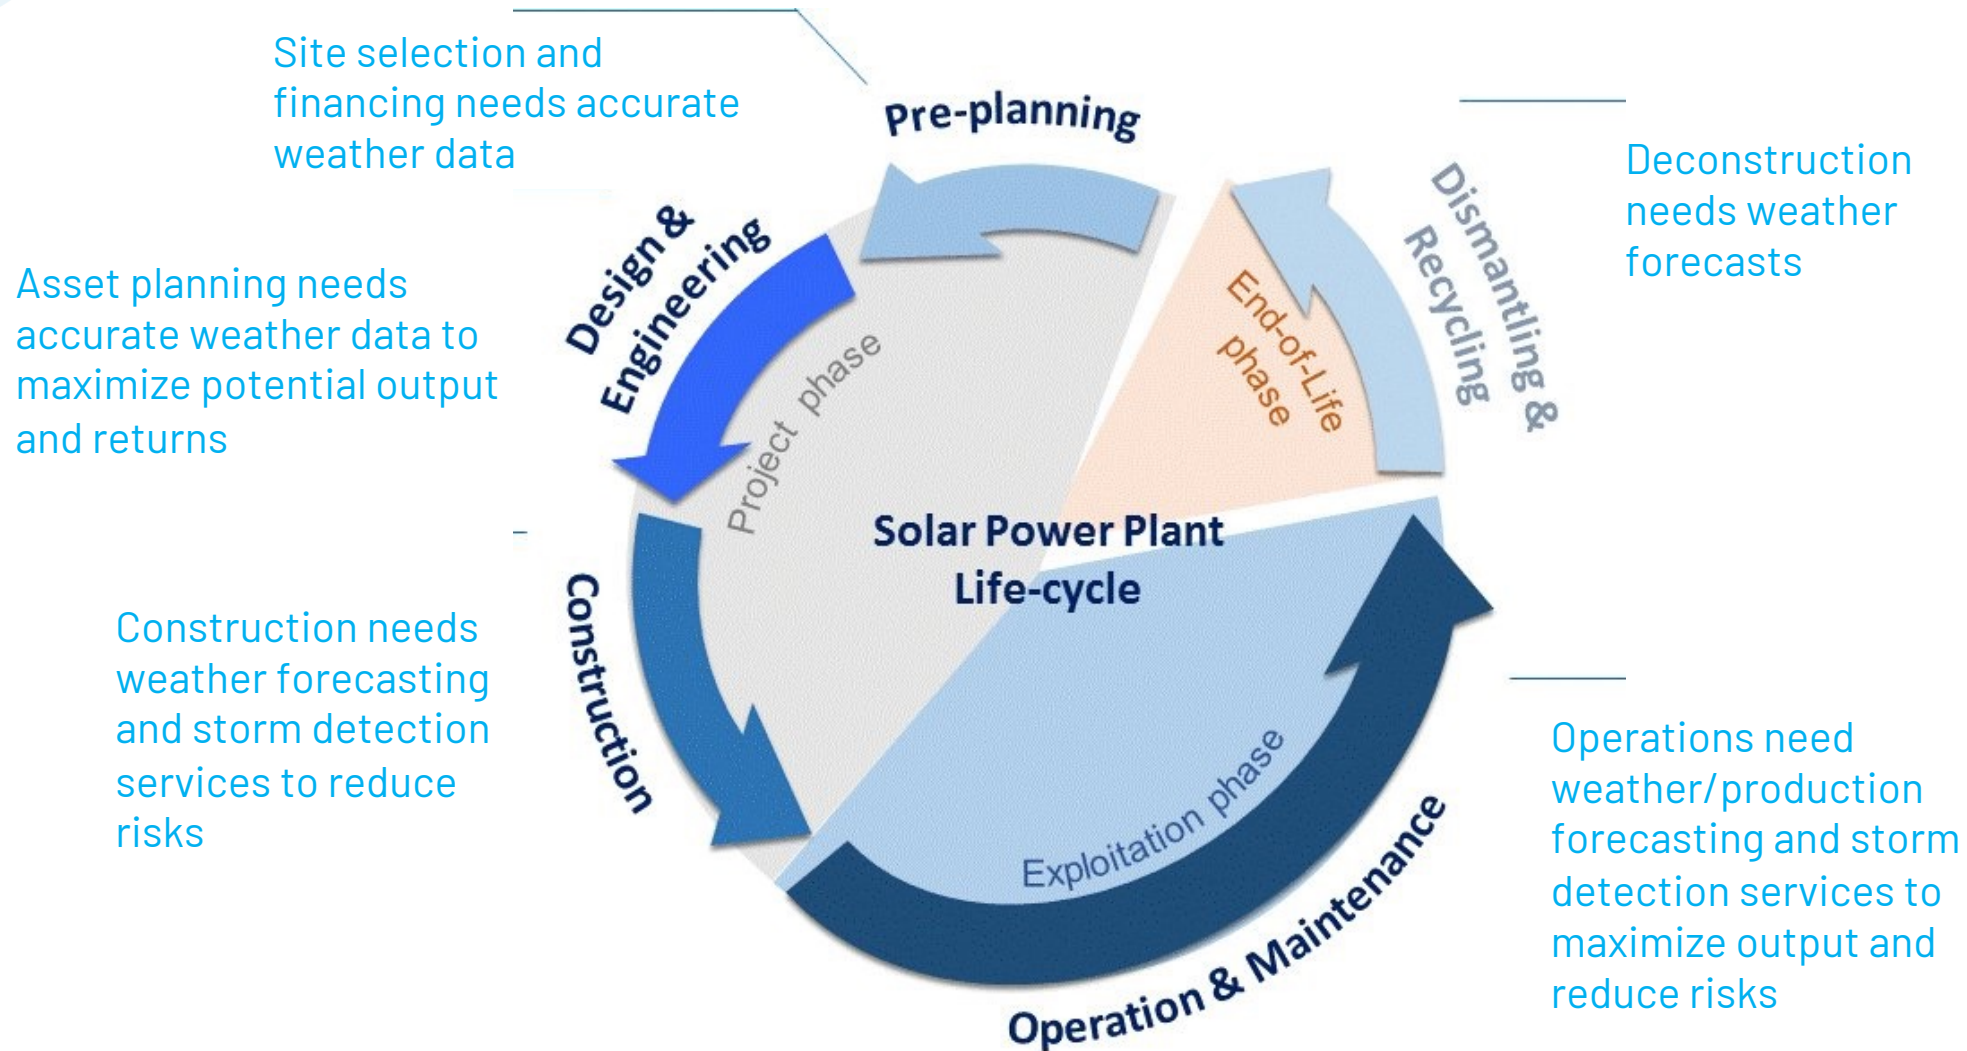 Site selection and
financing needs accurate
weather data
Pre-planning
Deconstruction
needs weather
forecasts
Dismantling &
Recycling
Design &
Engineering
End-of-Life
phase
Asset planning needs
accurate weather data to
maximize potential output
and returns
Project phase
Solar Power Plant
Life-cycle
Construction
Construction needs
weather forecasting
and storm detection
services to reduce
risks
Exploitation phase
Operation & Maintenance
Operations need
weather/production
forecasting and storm
detection services to
maximize output and
reduce risks